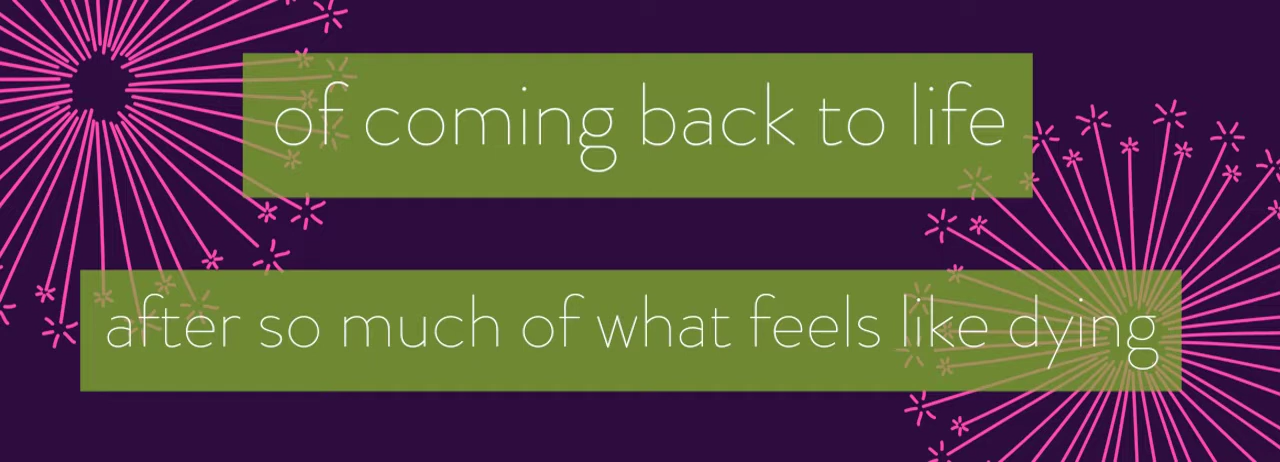 of coming back to life
after so much of what feels like dying